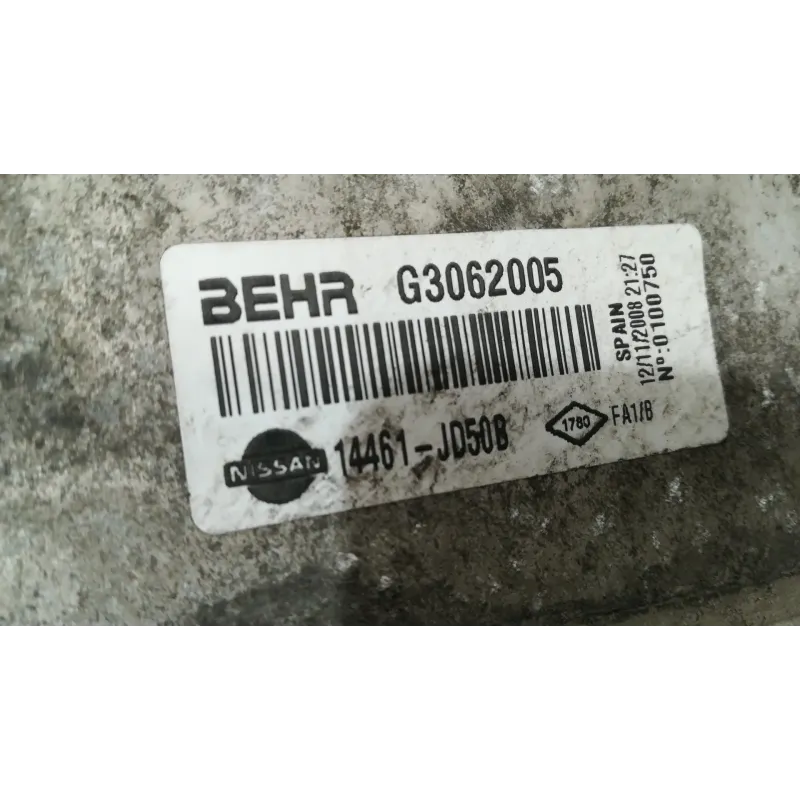 BEHR G3062005
NISSAN 14461-JD50B
1780 FA1/B
SPAIN
12/11/2008 21:27
Nº:0100750